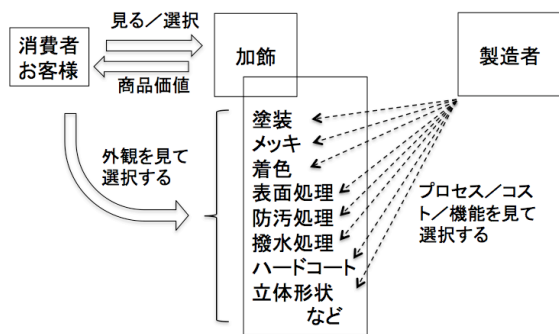 消費者
お客様
見る／選択
商品価値
加飾
製造者
外観を見て
選択する
塗装
メッキ
着色
表面処理
防汚処理
撥水処理
ハードコート
立体形状
など
プロセス／コス
ト／機能を見て
選択する